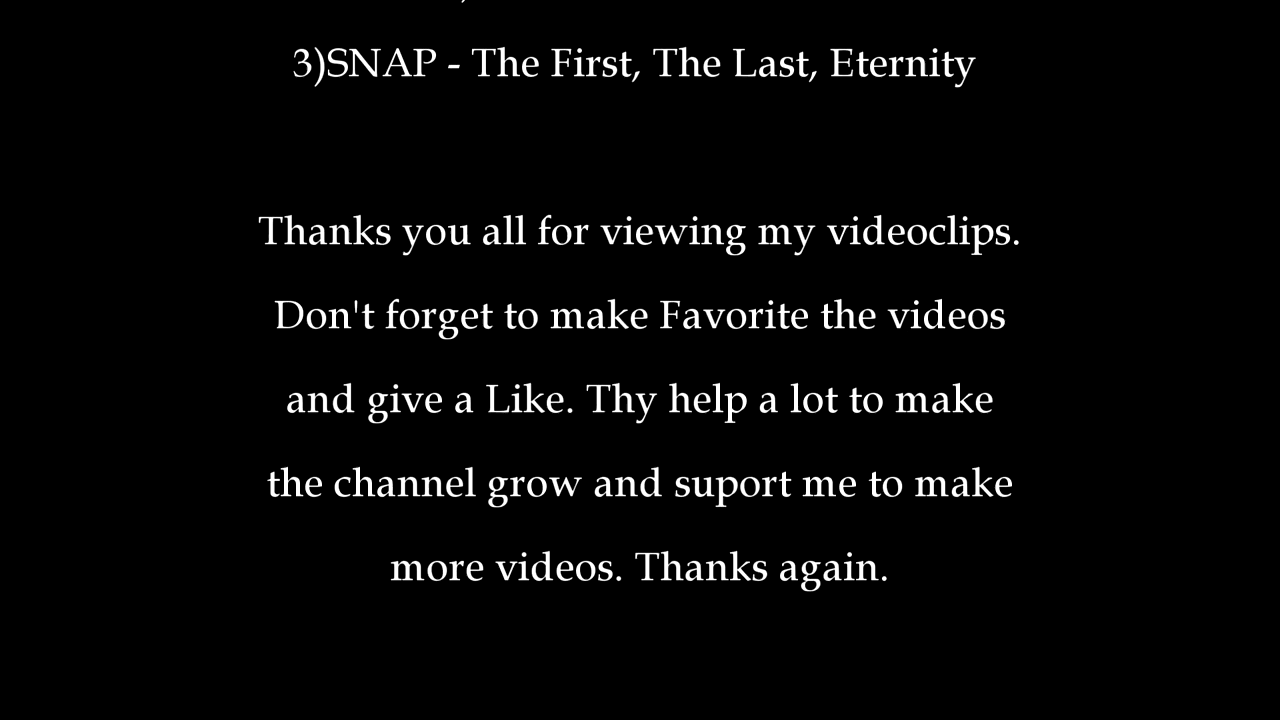 3)SNAP - The First, The Last, Eternity
Thanks you all for viewing my videoclips.
Don't forget to make Favorite the videos
and give a Like. Thy help a lot to make
the channel grow and suport me to make
more videos. Thanks again.